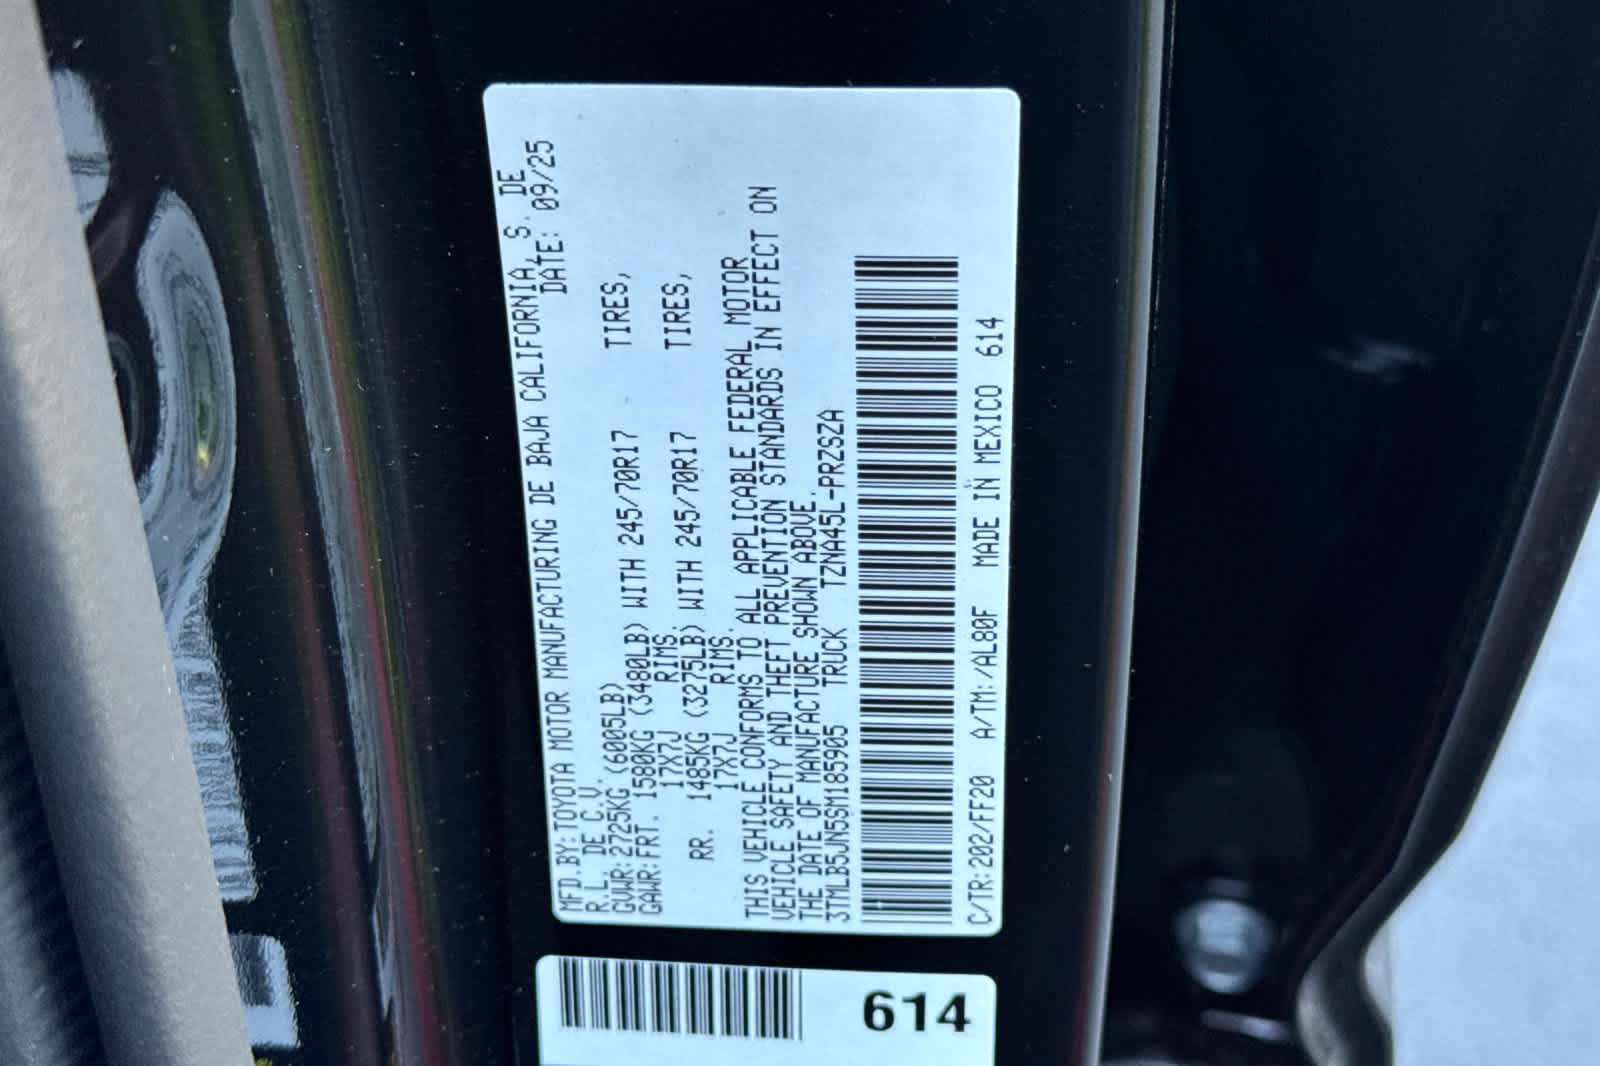 MFD.BY:TOYOTA MOTOR MANUFACTURING DE BAJA CALIFORNIA, S. DE
R.L. DE C.V. DATE: 09/25
GVWR:2725KG (6005LB)
GAWR:FRT. 1580KG (3480LB) WITH 245/70R17 TIRES,
17X7J RIMS.
RR. 1485KG (3275LB) WITH 245/70R17 TIRES,
17X7J RIMS.
THIS VEHICLE CONFORMS TO ALL APPLICABLE FEDERAL MOTOR
VEHICLE SAFETY AND THEFT PREVENTION STANDARDS IN EFFECT ON
THE DATE OF MANUFACTURE SHOWN ABOVE.
3TMLB5JN5SM185905 TRUCK TZNA45L-PRZSZA
C/TR:202/FF20 A/TM:/AL80F MADE IN MEXICO 614
614